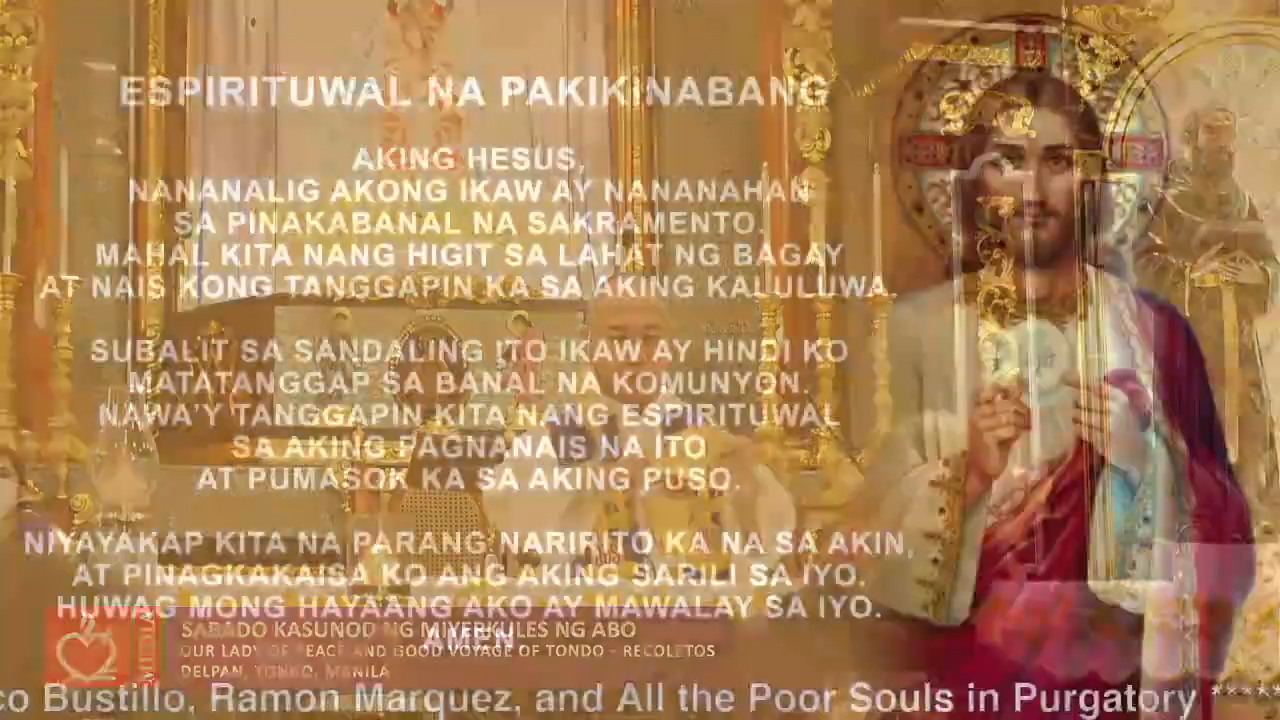 ESPIRITUWAL NA PAKIKINABANG
AKING HESUS,
NANANALIG AKONG IKAW AY NANANAHAN
SA PINAKABANAL NA SAKRAMENTO.
MAHAL KITA NANG HIGIT SA LAHAT NG BAGAY
AT NAIS KONG TANGGAPIN KA SA AKING KALULUWA.
SUBALIT SA SANDALING ITO IKAW AY HINDI KO
MATATANGGAP SA BANAL NA KOMUNYON.
NAWA'Y TANGGAPIN KITA NANG ESPIRITUWAL
SA AKING PAGNANAIS NA ITO
AT PUMASOK KA SA AKING PUSO.
NIYAYAKAP KITA NA PARANG NARIRITO KA NA SA AKIN,
AT PINAGKAKAISA KO ANG AKING SARILI SA IYO.
HUWAG MONG HAYAANG AKO AY MAWALAY SA IYO.
AMEN
SABADO KASUNOD NG MIYERKULES NG ABO
OUR LADY OF PEACE AND GOOD VOYAGE OF TONDO - RECOLETOS
DELPAN, TONDO, MANILA
co Bustillo, Ramon Marquez, and All the Poor Souls in Purgatory *****